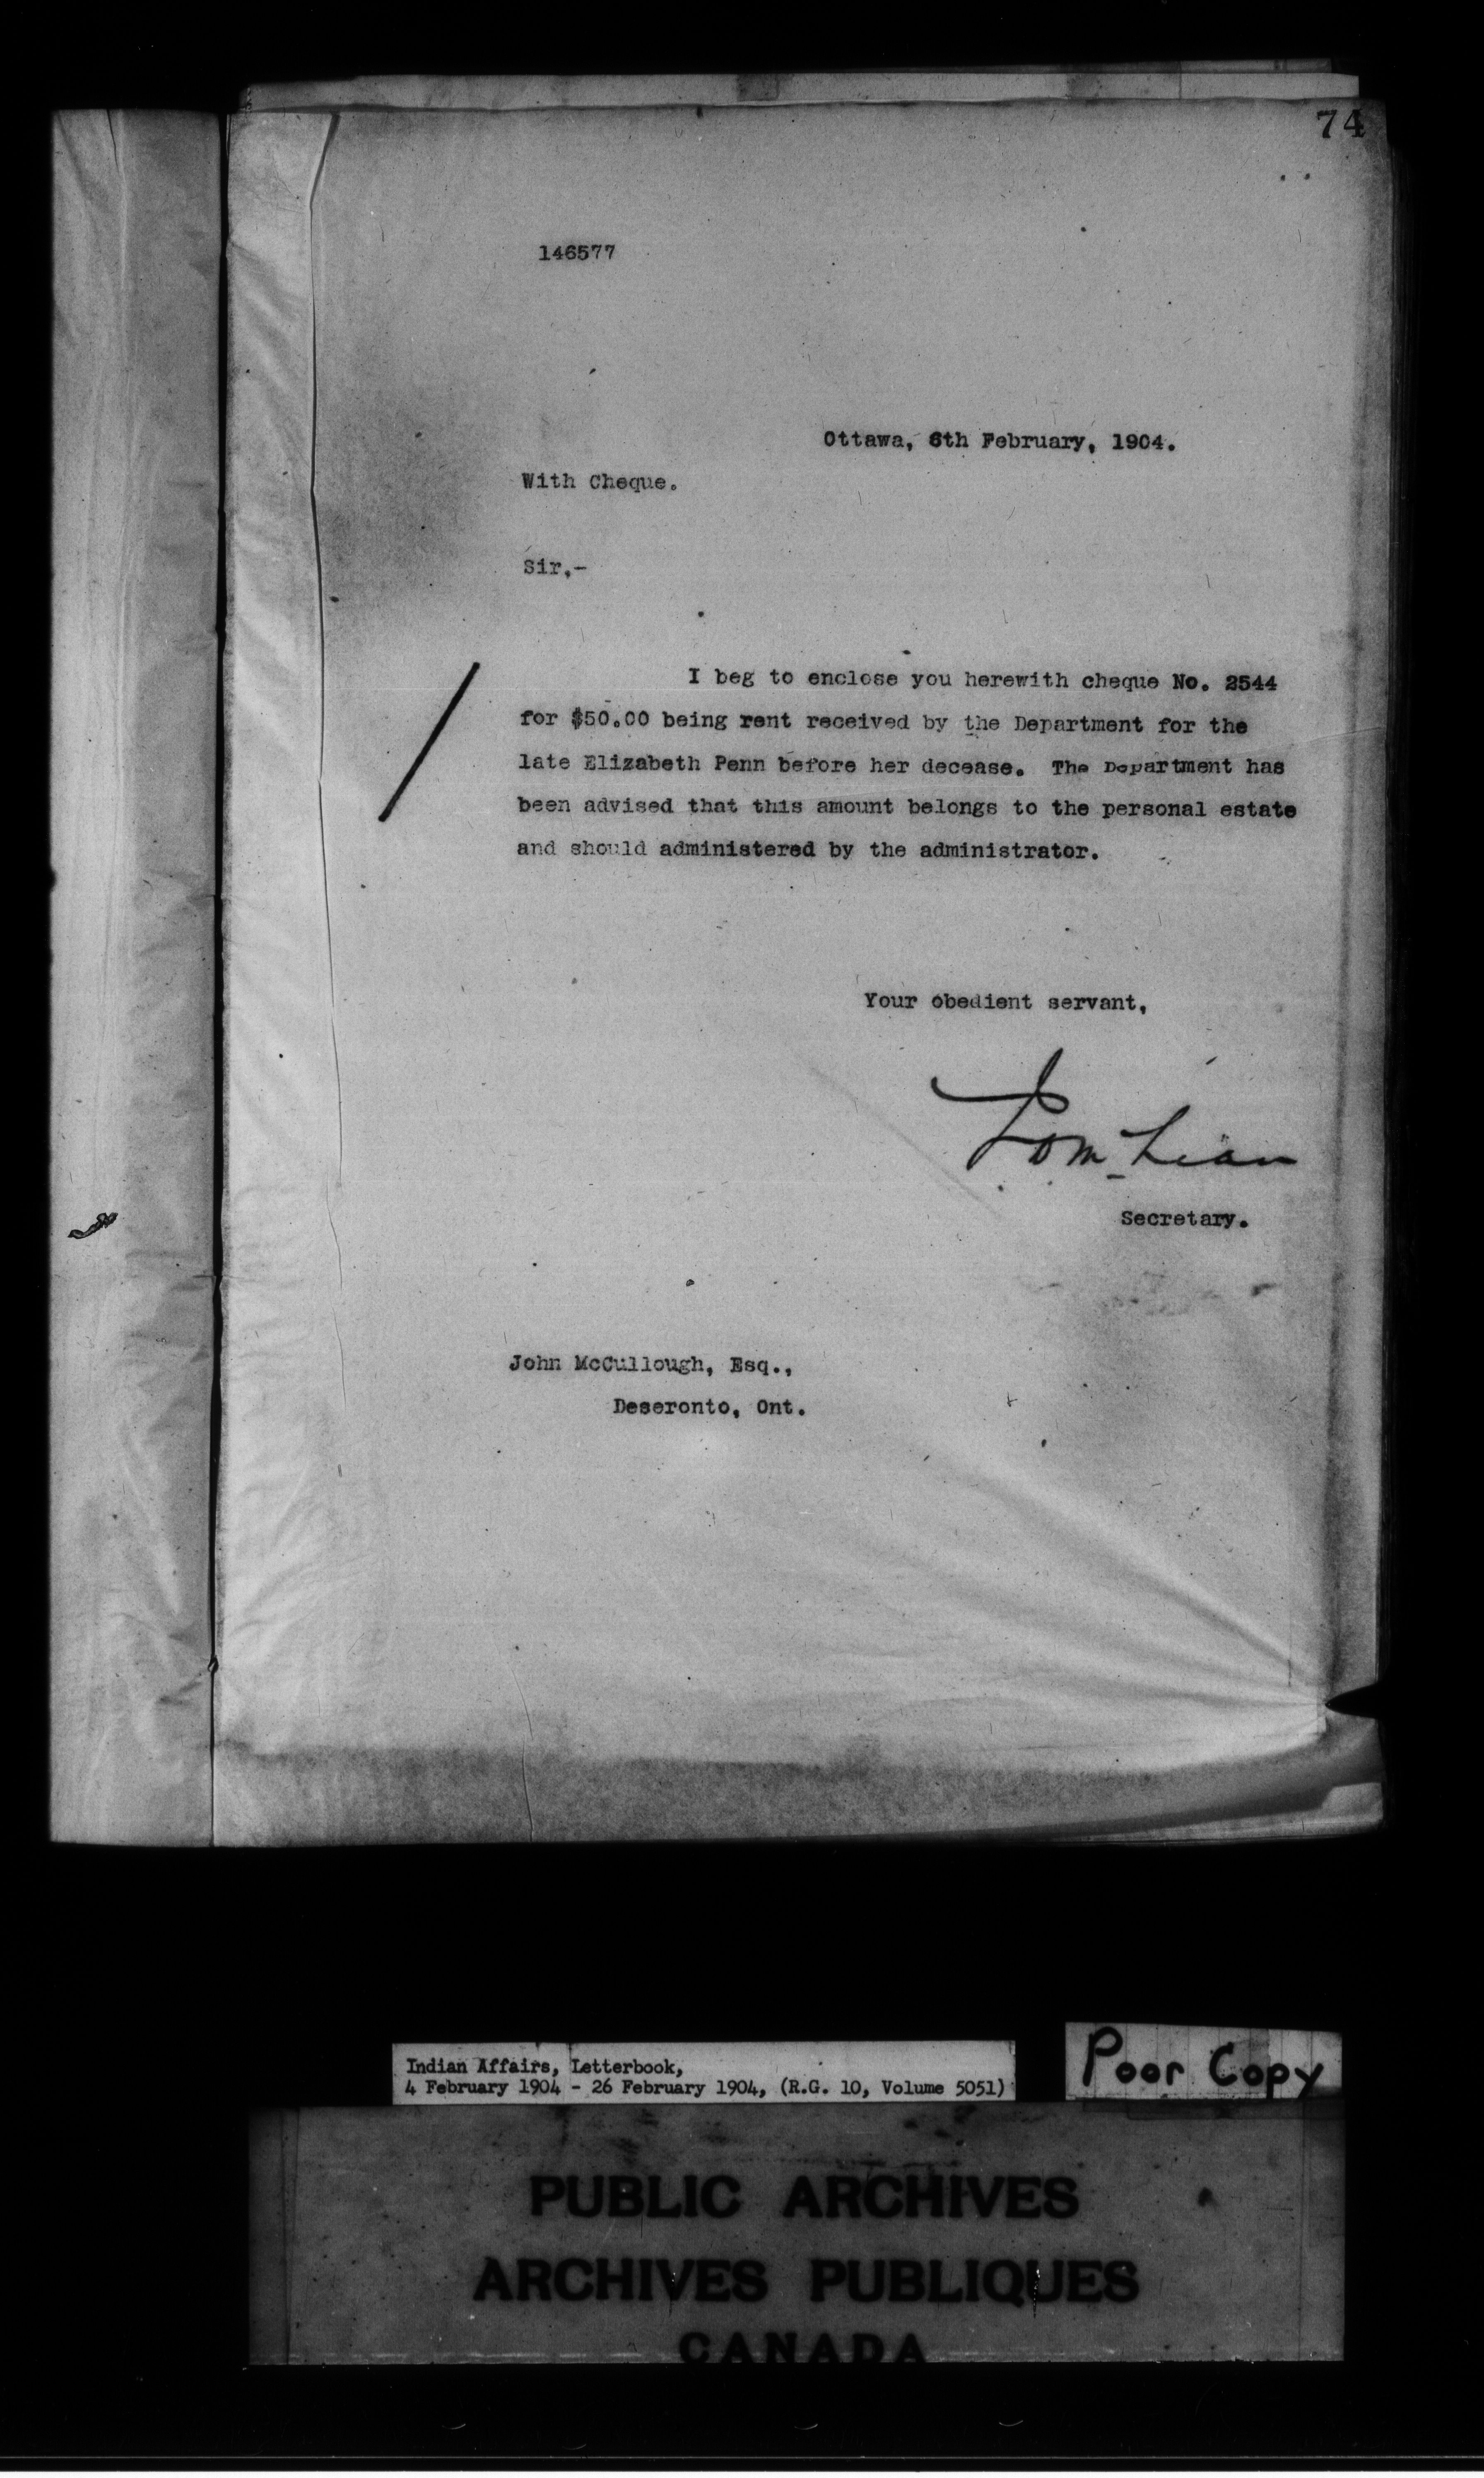 74
146577
Ottawa, 6th February, 1904.
With Cheque.
Sir,-
I beg to enclose you herewith cheque No. 2544
for $50.00 being rent received by the Department for the
late Elizabeth Penn before her decease. The Department has
been advised that this amount belongs to the personal estate
and should administered by the administrator.
Your obedient servant,
Secretary.
John McCullough, Esq.,
Deseronto, Ont.
Indian Affairs, Letterbook,
4 February 1904 - 26 February 1904, (R.G. 10, Volume 5051)
Poor Copy
PUBLIC ARCHIVES
ARCHIVES PUBLIQUES
CANADA